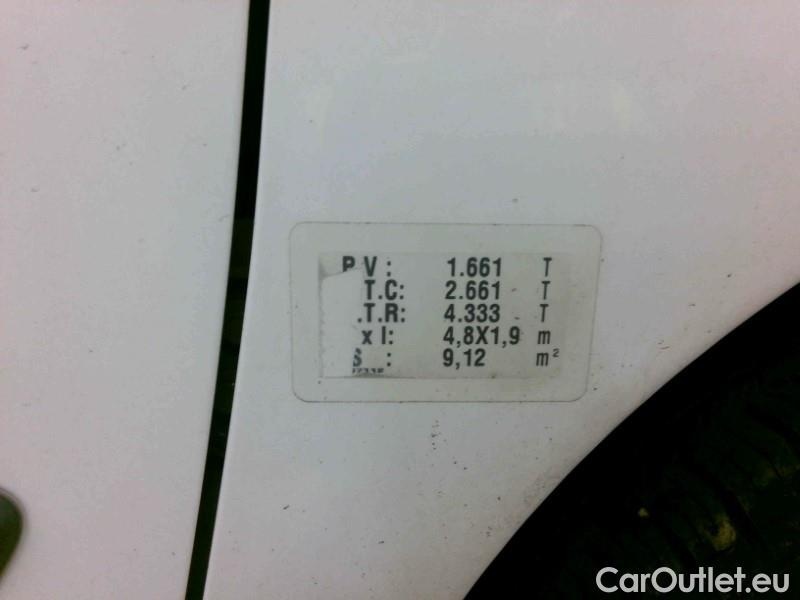 P.V : 1.661 T
T.C: 2.661 T
.T.R: 4.333 T
x l: 4,8X1,9 m
S : 9,12 m²
CarOutlet.eu